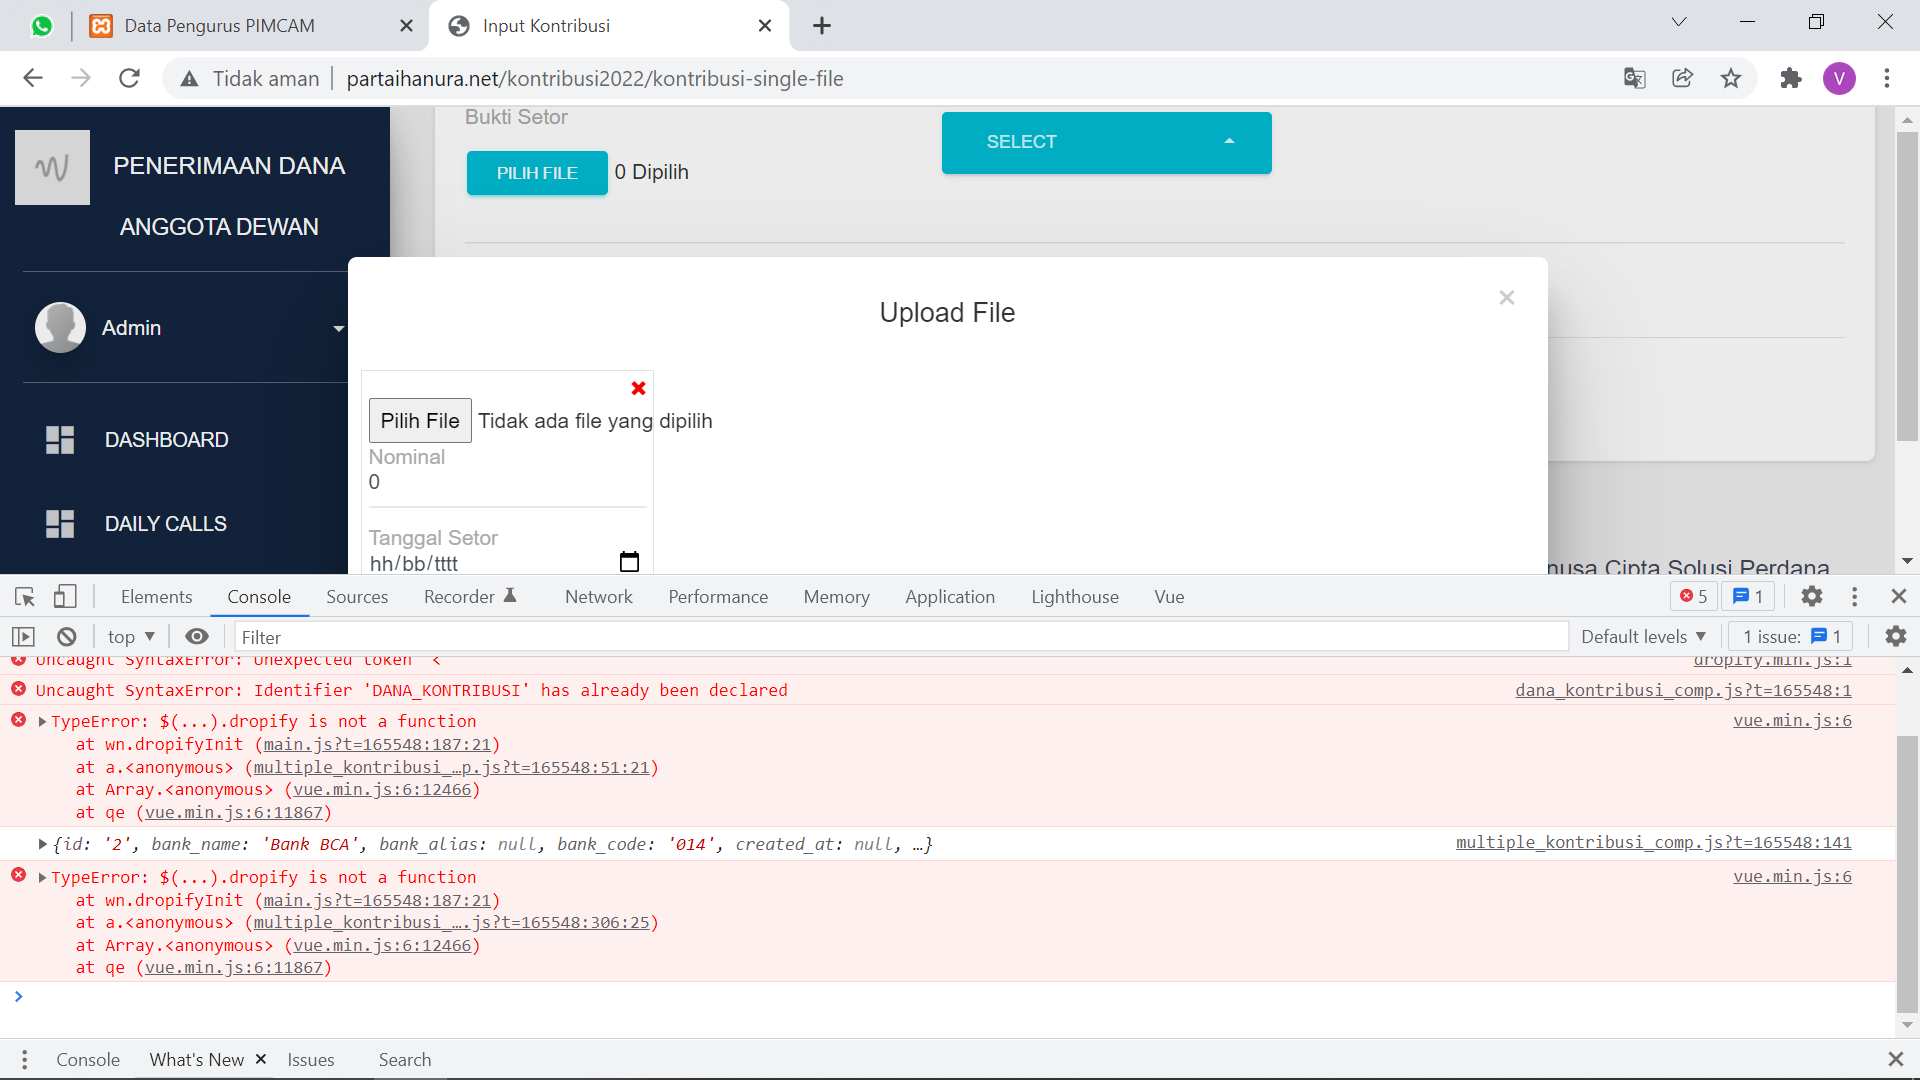 Data Pengurus PIMCAM
Input Kontribusi
Tidak aman
partaihanura.net/kontribusi2022/kontribusi-single-file
V
PENERIMAAN DANA
ANGGOTA DEWAN
Admin
DASHBOARD
DAILY CALLS
Bukti Setor
SELECT
PILIH FILE
0 Dipilih
Upload File
Pilih File Tidak ada file yang dipilih
Nominal
0
Tanggal Setor
hh/bb/tttt
nusa Cipta Solusi Perdana
Elements Console Sources Recorder Network Performance Memory Application Lighthouse Vue
5
1
top ▼
Filter
Default levels ▼
1 issue: 1
Uncaught SyntaxError: Unexpected token '<' dropify.min.js:1
Uncaught SyntaxError: Identifier 'DANA_KONTRIBUSI' has already been declared dana_kontribusi_comp.js?t=165548:1
TypeError: $(...).dropify is not a function vue.min.js:6
at wn.dropifyInit (main.js?t=165548:187:21)
at a.<anonymous> (multiple_kontribusi_…p.js?t=165548:51:21)
at Array.<anonymous> (vue.min.js:6:12466)
at qe (vue.min.js:6:11867)
{id: '2', bank_name: 'Bank BCA', bank_alias: null, bank_code: '014', created_at: null, …} multiple_kontribusi_comp.js?t=165548:141
TypeError: $(...).dropify is not a function vue.min.js:6
at wn.dropifyInit (main.js?t=165548:187:21)
at a.<anonymous> (multiple_kontribusi_….js?t=165548:306:25)
at Array.<anonymous> (vue.min.js:6:12466)
at qe (vue.min.js:6:11867)
Console What's New Issues Search